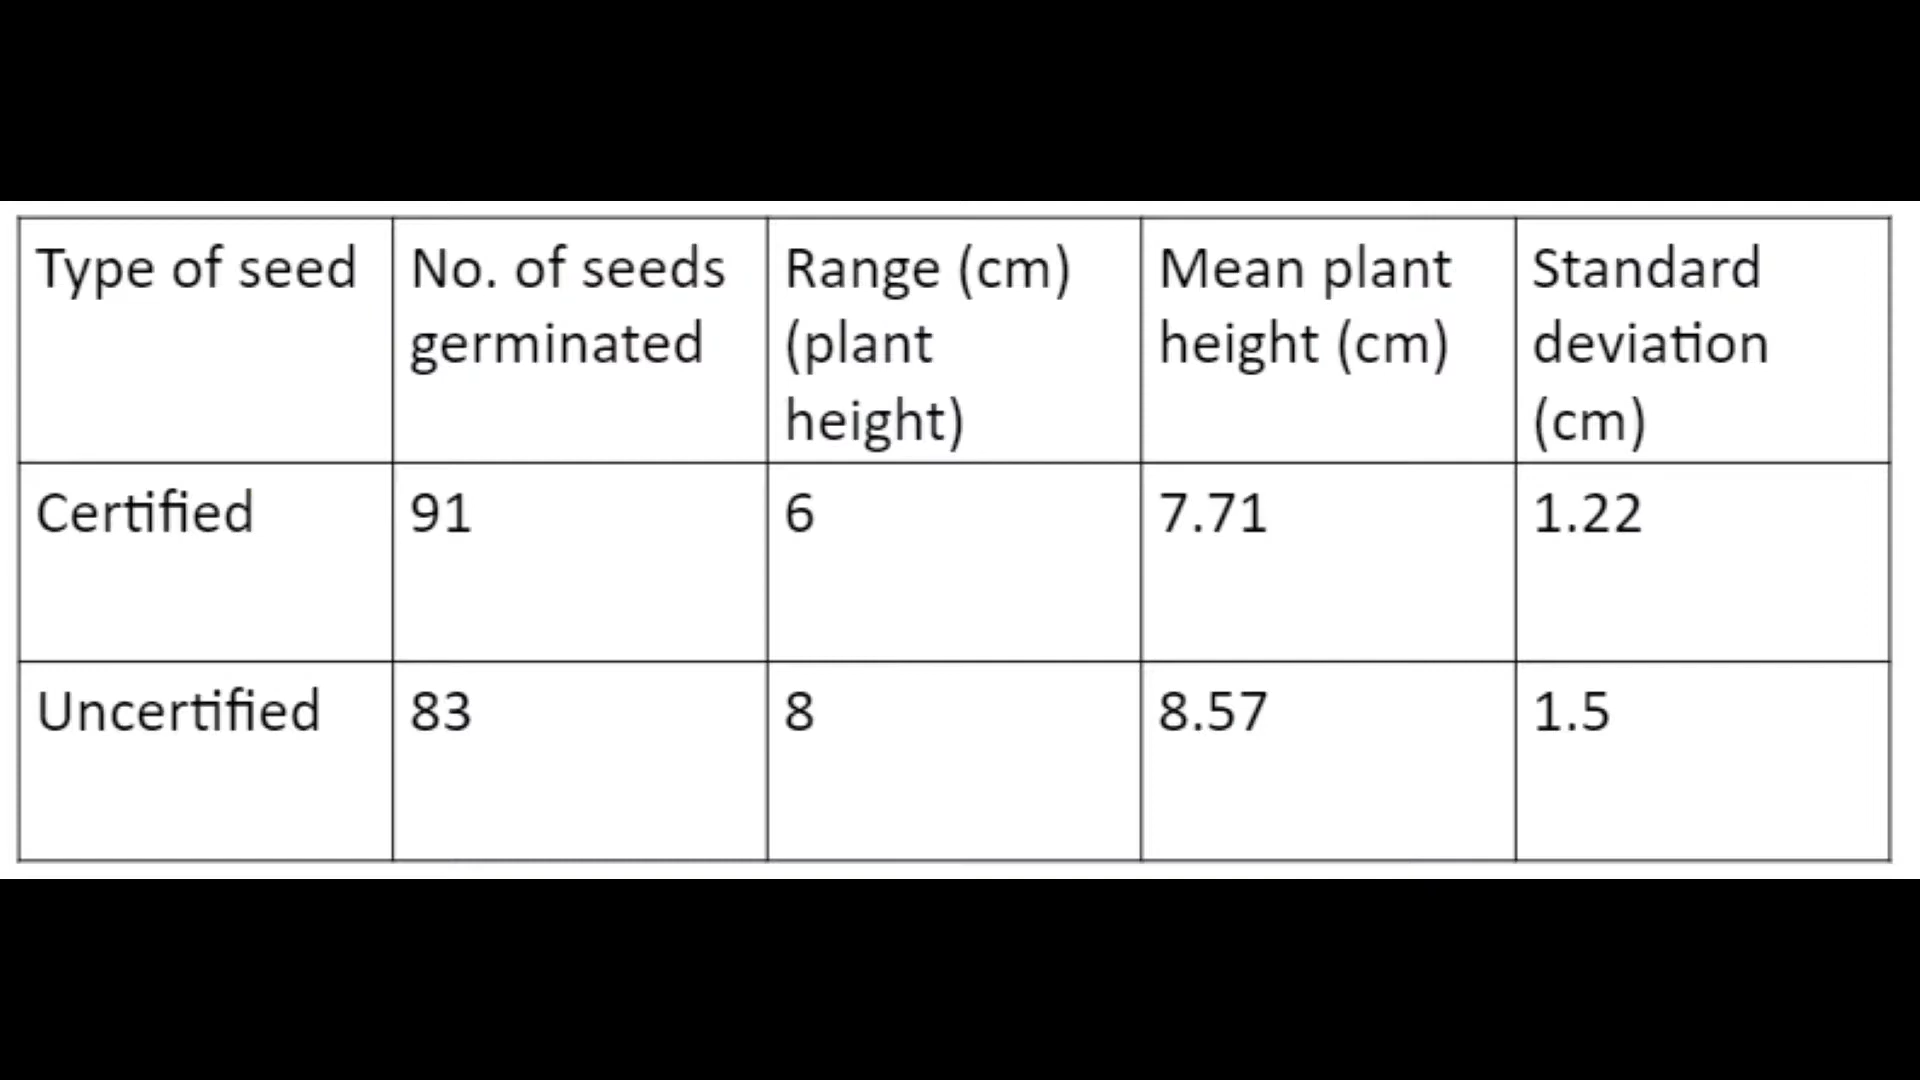 Type of seed
No. of seeds
germinated
Range (cm)
(plant
height)
Mean plant
height (cm)
Standard
deviation
(cm)
Certified
91
6
7.71
1.22
Uncertified
83
8
8.57
1.5